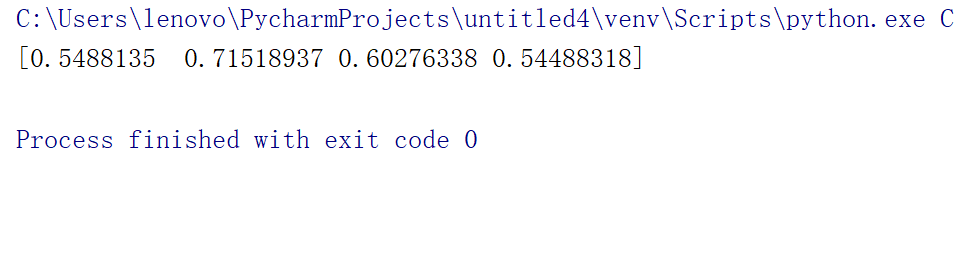 C:\Users\lenovo\PycharmProjects\untitled4\venv\Scripts\python.exe C
[0.5488135  0.71518937 0.60276338 0.54488318]
Process finished with exit code 0